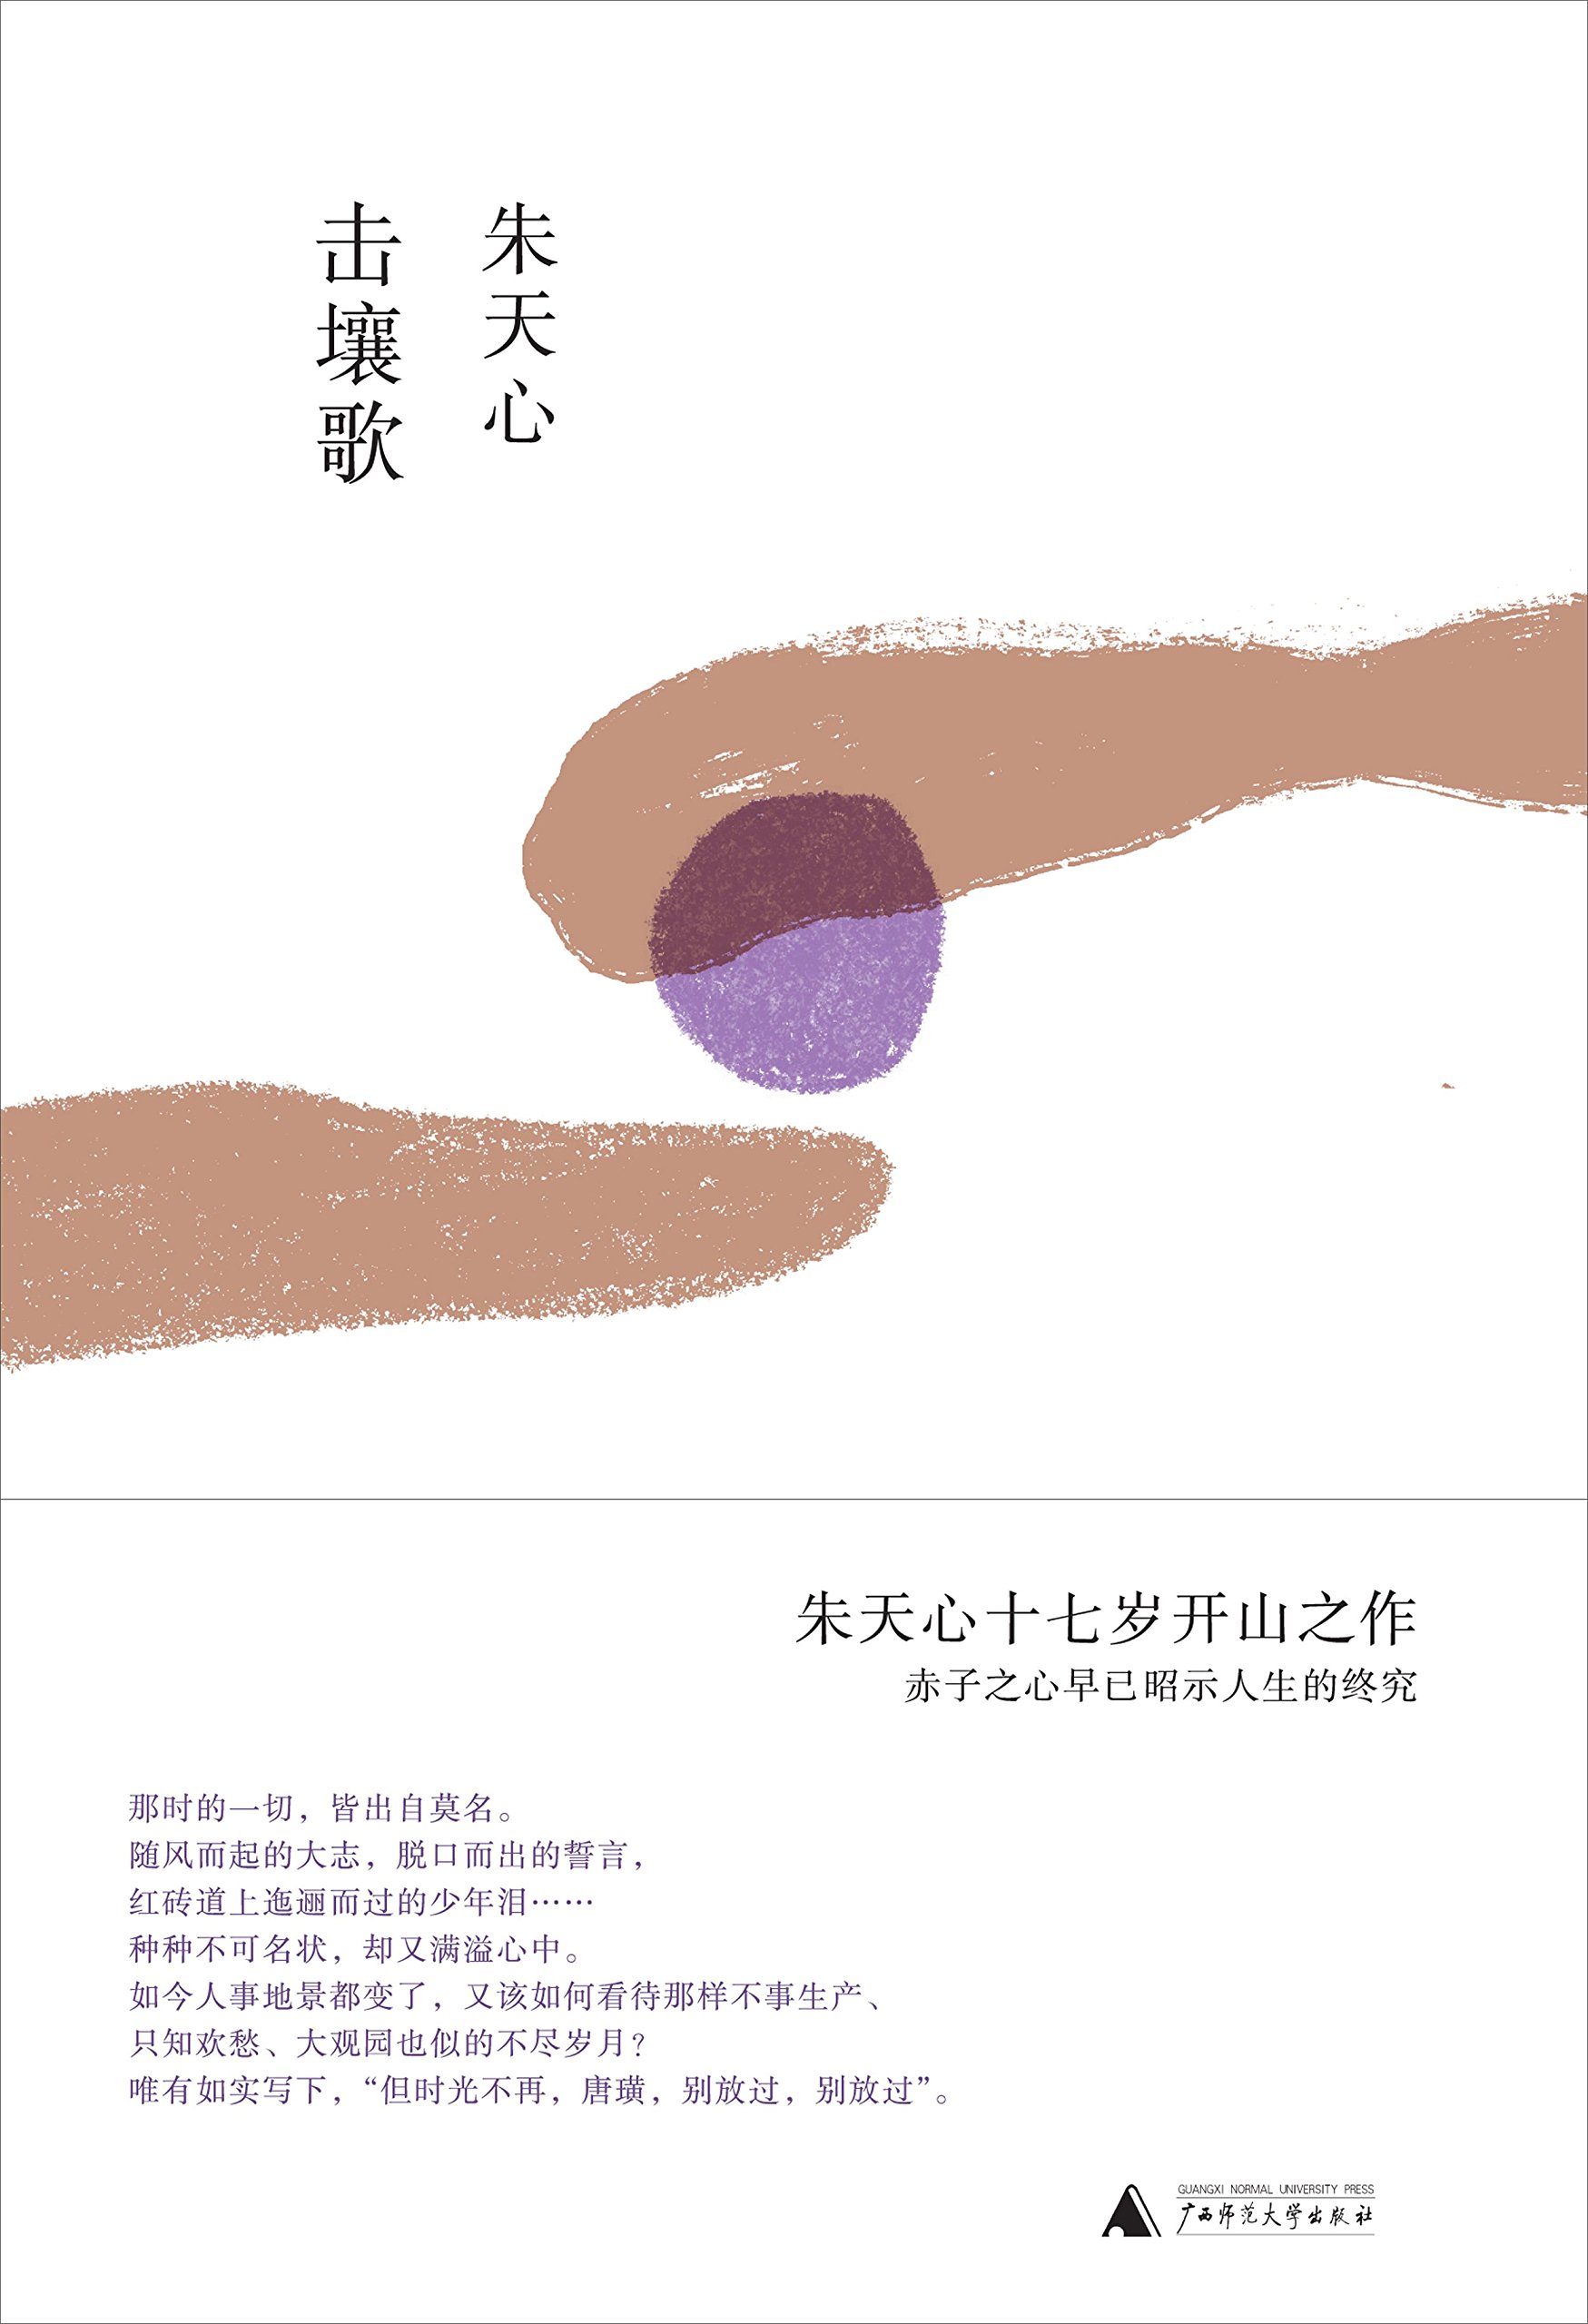 朱天心
击壤歌
朱天心十七岁开山之作
赤子之心早已昭示人生的终究
那时的一切，皆出自莫名。
随风而起的大志，脱口而出的誓言，
红砖道上迤逦而过的少年泪……
种种不可名状，却又满溢心中。
如今人事地景都变了，又该如何看待那样不事生产、
只知欢愁、大观园也似的不尽岁月？
唯有如实写下，“但时光不再，唐璜，别放过，别放过”。
GUANGXI NORMAL UNIVERSITY PRESS
广西师范大学出版社